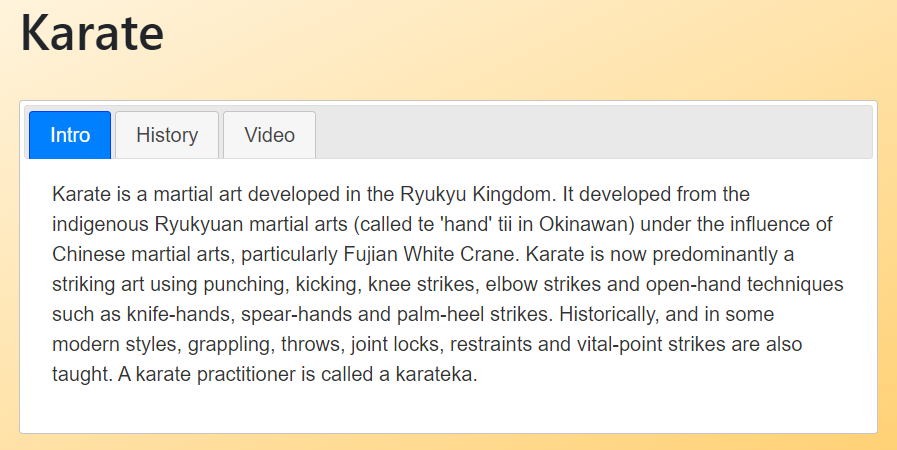 Karate
Intro History Video
Karate is a martial art developed in the Ryukyu Kingdom. It developed from the
indigenous Ryukyuan martial arts (called te 'hand' tii in Okinawan) under the influence of
Chinese martial arts, particularly Fujian White Crane. Karate is now predominantly a
striking art using punching, kicking, knee strikes, elbow strikes and open-hand techniques
such as knife-hands, spear-hands and palm-heel strikes. Historically, and in some
modern styles, grappling, throws, joint locks, restraints and vital-point strikes are also
taught. A karate practitioner is called a karateka.